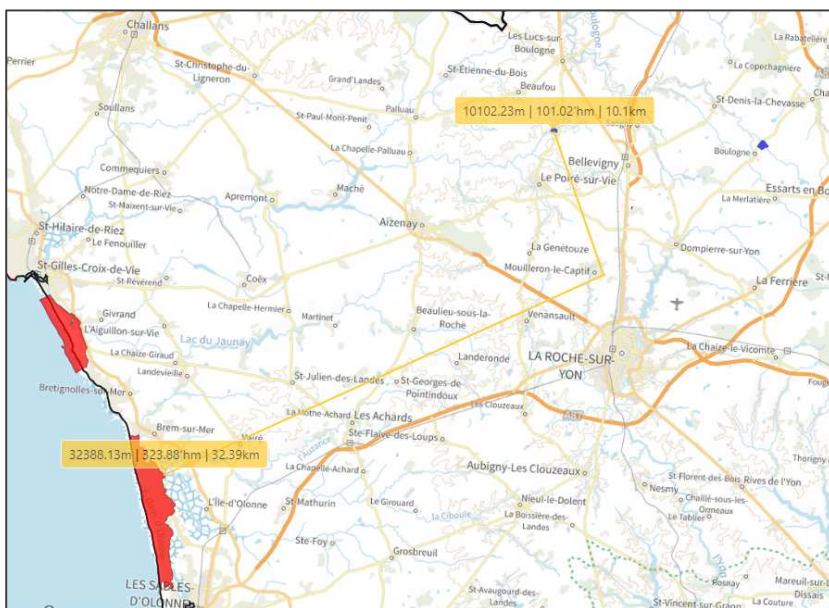 Challans
Les Lucs-sur-
Boulogne
La Rabatelière
Perrier
St-Christophe-du-
Ligneron
St-Étienne-du-Bois
La Copechagnière
Grand'Landes
Beaufou
Soullans
Palluau
10102.23m | 101.02'hm | 10.1km
St-Denis-la-Chevasse
St-Paul-Mont-Penit
La Chapelle-Palluau
Boulogne
Bellevigny
Commequiers
Le Poiré-sur-Vie
Essarts en Bo
Notre-Dame-de-Riez
Maché
Apremont
La Merlatière
St-Maixent-sur-Vie
Aizenay
St-Hilaire-de-Riez
Le Fenouiller
La Génétouze
Dompierre-sur-Yon
St-Gilles-Croix-de-Vie
Mouilleron-le-Captif
St-Révérend
Coëx
La Ferrière
Givrand
La Chapelle-Hermier
Martinet
Beaulieu-sous-la-
Roche
Venansault
L'Aiguillon-sur-Vie
Lac du Jaunay
La Chaize-Giraud
Landeronde
LA ROCHE-SUR-
YON
La Chaize-le-Vicomte
Landevieille
St-Julien-des-Landes
St-Georges-de-
Pointindoux
Bretignolles-sur-Mer
Les Clouzeaux
La Mothe-Achard
Les Achards
A87
Brem-sur-Mer
Vairé
Ste-Flaive-des-Loups
32388.13m | 323.88'hm | 32.39km
l'Auzance
La Chapelle-Achard
Aubigny-Les Clouzeaux
Thorigny
St-Florent-des-Bois
Rives de l'Yon
Nesmy
L'Île-d'Olonne
St-Mathurin
Le Girouard
Nieul-le-Dolent
Chaillé-sous-les-
Ormeaux
la Ciboule
La Boissière-des-
Landes
Le Tablier
Ste-Foy
Grosbreuil
LES SABLES-
D'OLONNE
St-Avaugourd-des-
Landes
l'Yon
Rosnay
Mareuil-sur-L
Dissais
St-Vincent-sur-Graon
La Couture